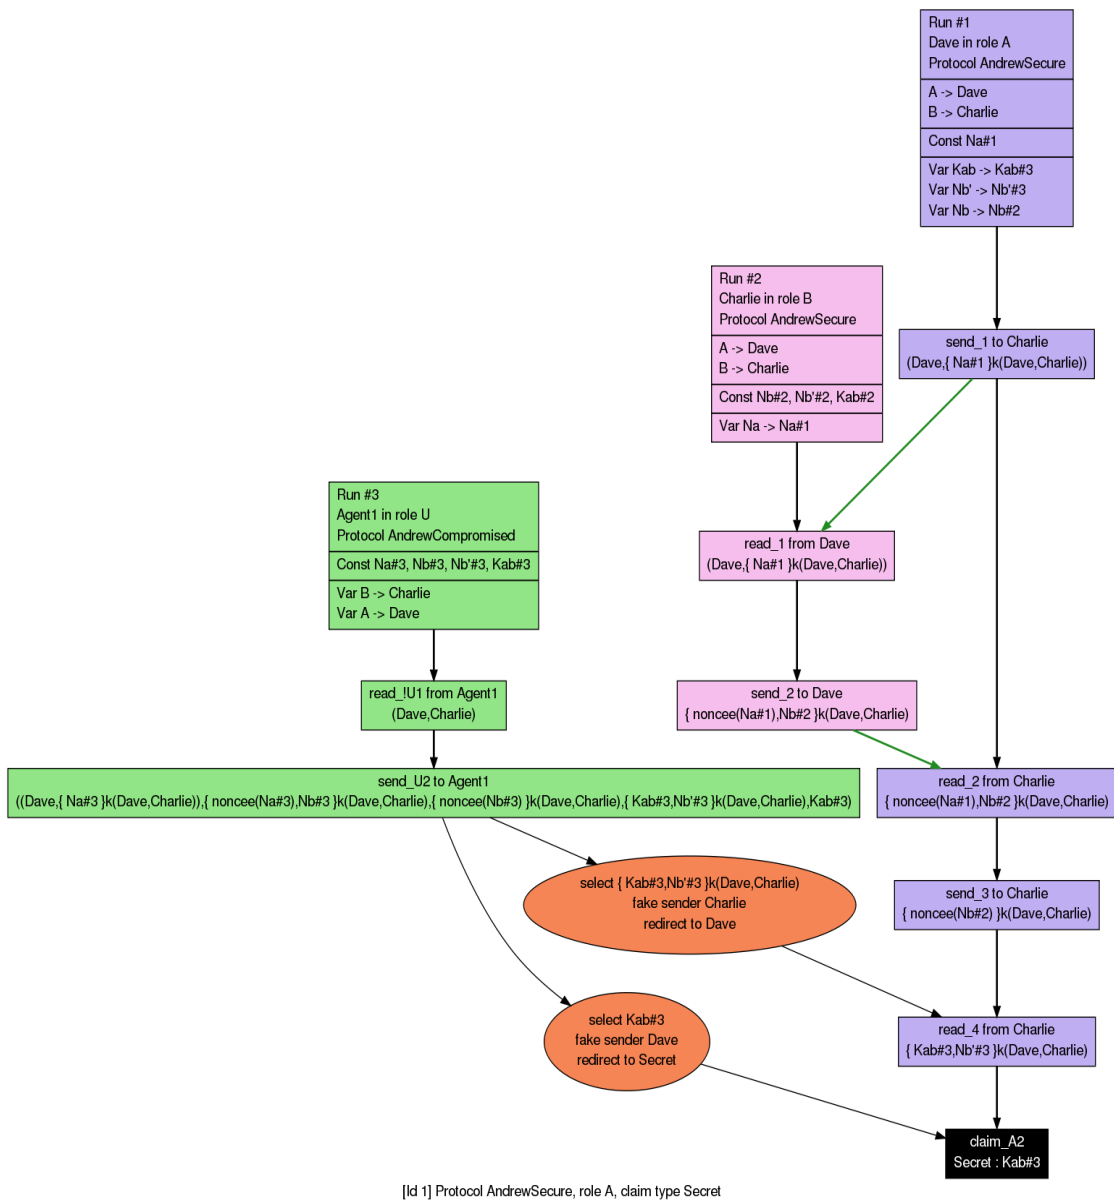 Run #1
Dave in role A
Protocol AndrewSecure
A -> Dave
B -> Charlie
Const Na#1
Var Kab -> Kab#3
Var Nb' -> Nb'#3
Var Nb -> Nb#2
Run #2
Charlie in role B
Protocol AndrewSecure
A -> Dave
B -> Charlie
Const Nb#2, Nb'#2, Kab#2
Var Na -> Na#1
send_1 to Charlie
(Dave,{ Na#1 }k(Dave,Charlie))
Run #3
Agent1 in role U
Protocol AndrewCompromised
Const Na#3, Nb#3, Nb'#3, Kab#3
Var B -> Charlie
Var A -> Dave
read_1 from Dave
(Dave,{ Na#1 }k(Dave,Charlie))
read_!U1 from Agent1
(Dave,Charlie)
send_2 to Dave
{ noncee(Na#1),Nb#2 }k(Dave,Charlie)
send_U2 to Agent1
((Dave,{ Na#3 }k(Dave,Charlie)),{ noncee(Na#3),Nb#3 }k(Dave,Charlie),{ noncee(Nb#3) }k(Dave,Charlie),{ Kab#3,Nb'#3 }k(Dave,Charlie),Kab#3)
read_2 from Charlie
{ noncee(Na#1),Nb#2 }k(Dave,Charlie)
select { Kab#3,Nb'#3 }k(Dave,Charlie)
fake sender Charlie
redirect to Dave
send_3 to Charlie
{ noncee(Nb#2) }k(Dave,Charlie)
select Kab#3
fake sender Dave
redirect to Secret
read_4 from Charlie
{ Kab#3,Nb'#3 }k(Dave,Charlie)
claim_A2
Secret : Kab#3
[Id 1] Protocol AndrewSecure, role A, claim type Secret